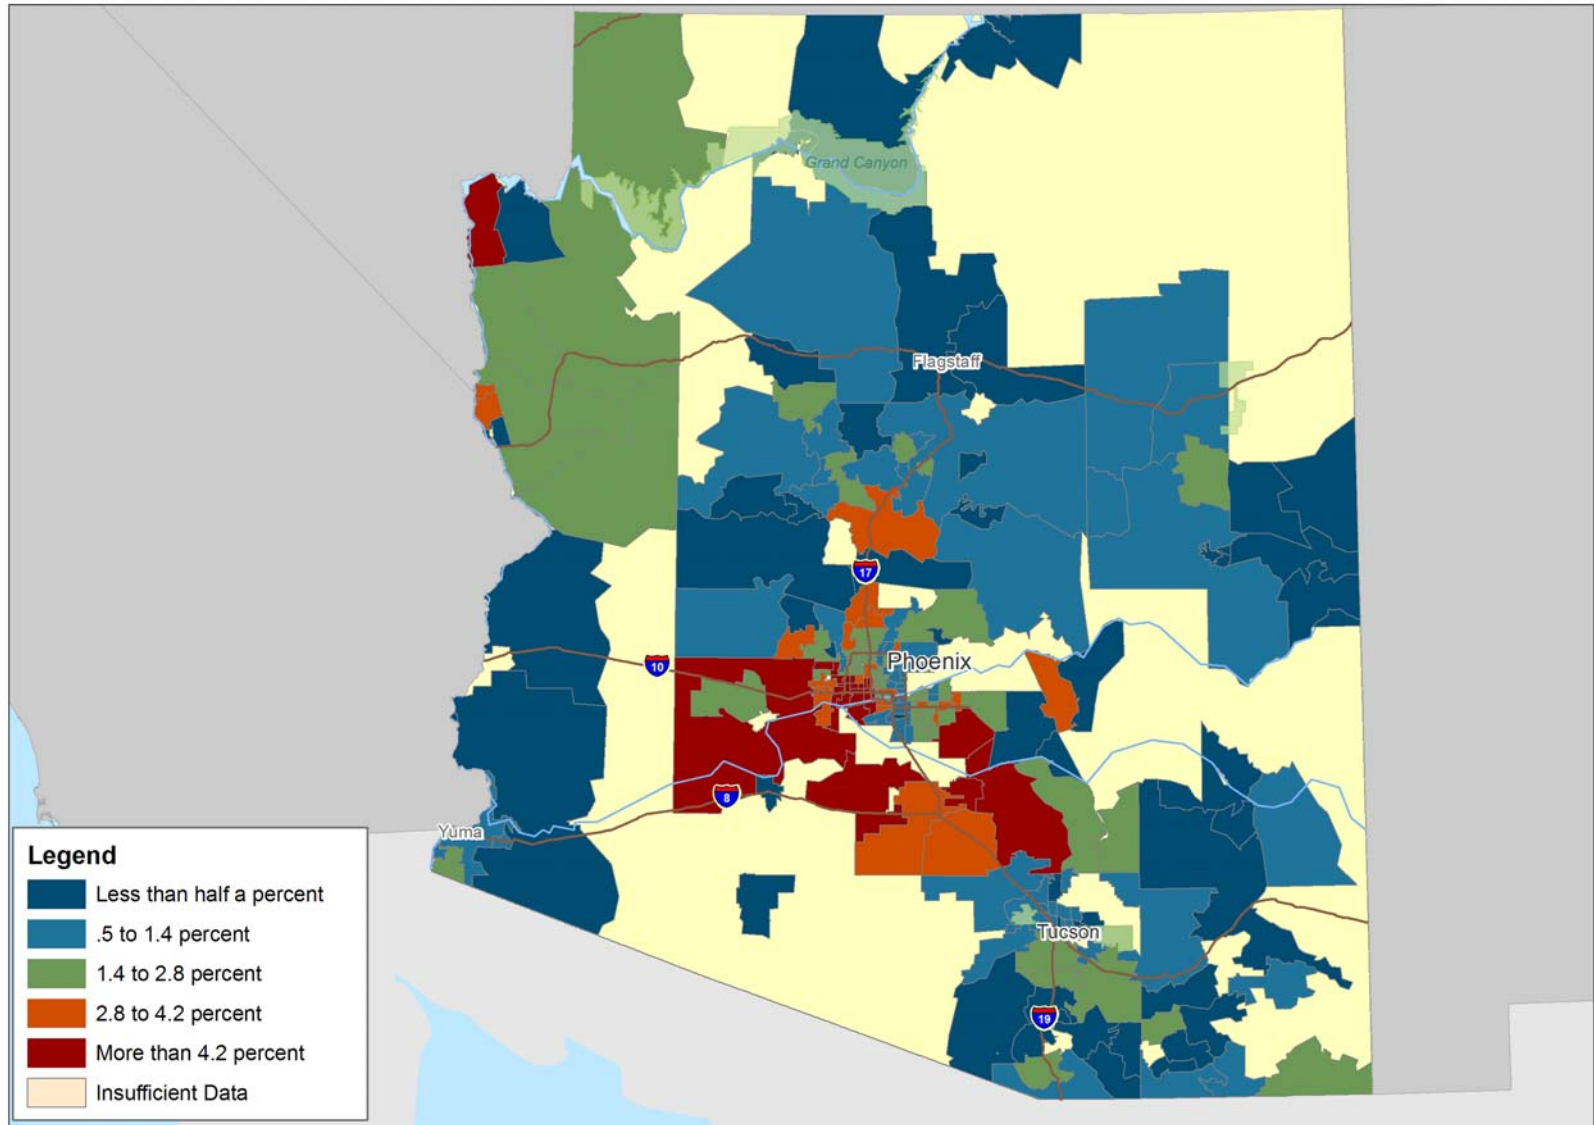 Grand Canyon
Flagstaff
17
Phoenix
10
8
Yuma
Tucson
19
Legend
Less than half a percent
.5 to 1.4 percent
1.4 to 2.8 percent
2.8 to 4.2 percent
More than 4.2 percent
Insufficient Data